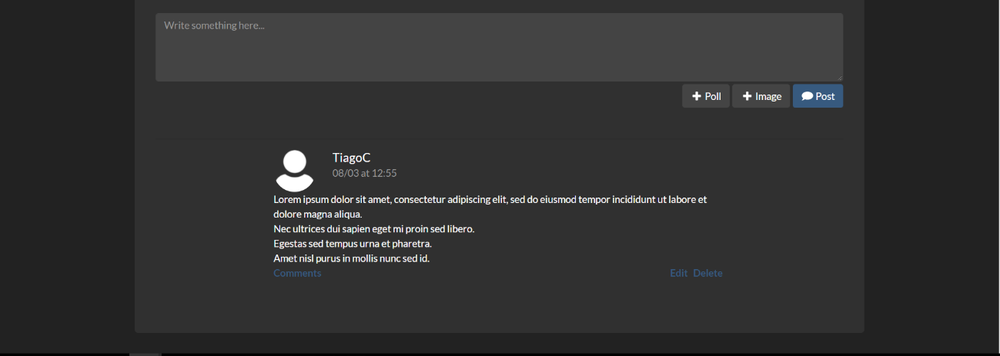 Write something here...
Poll
Image
Post
TiagoC
08/03 at 12:55
Lorem ipsum dolor sit amet, consectetur adipiscing elit, sed do eiusmod tempor incididunt ut labore et
dolore magna aliqua.
Nec ultrices dui sapien eget mi proin sed libero.
Egestas sed tempus urna et pharetra.
Amet nisl purus in mollis nunc sed id.
Comments
Edit Delete